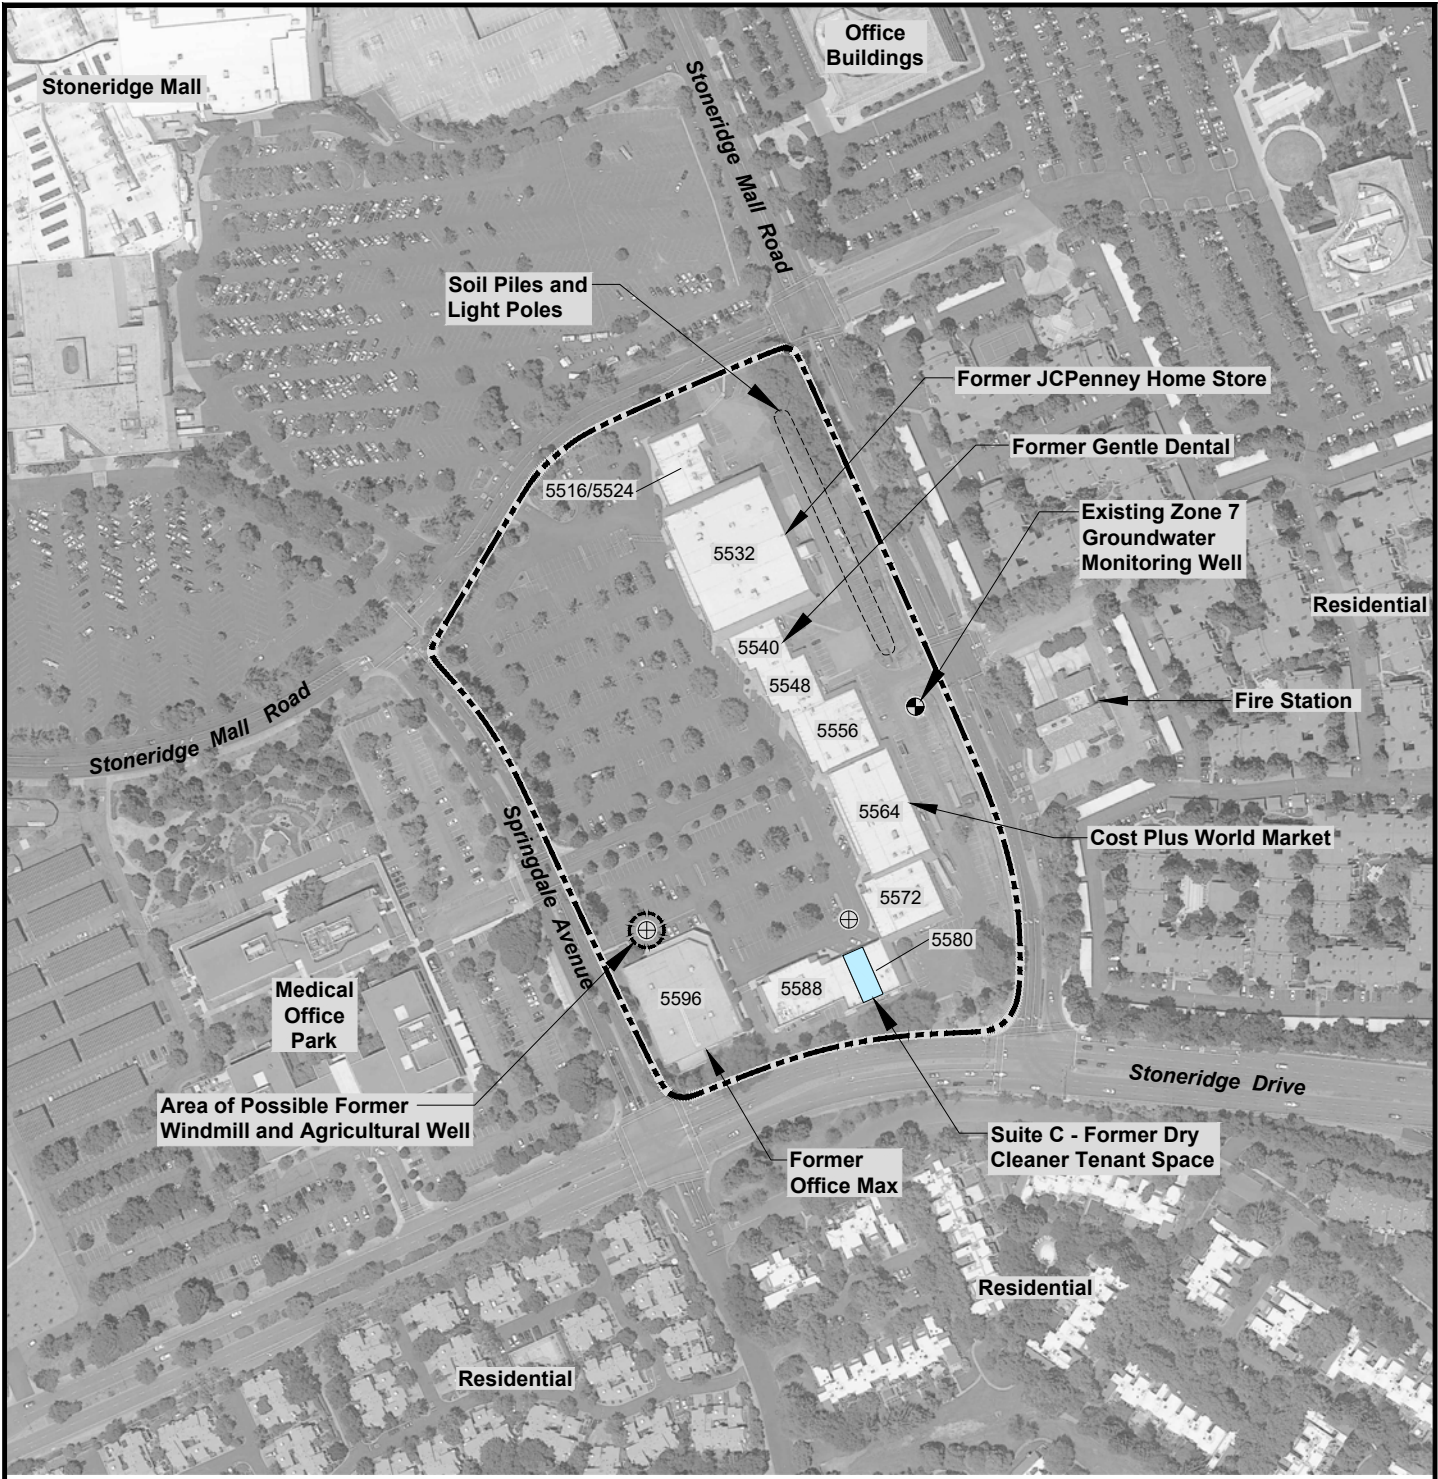 Office
Buildings
Stoneridge Mall
Stoneridge Mall Road
Soil Piles and
Light Poles
Former JCPenney Home Store
Former Gentle Dental
5516/5524
Existing Zone 7
Groundwater
Monitoring Well
5532
Residential
5540
5548
Fire Station
5556
Stoneridge Mall Road
5564
Cost Plus World Market
Springdale Avenue
5572
5580
5588
5596
Medical
Office
Park
Stoneridge Drive
Area of Possible Former
Windmill and Agricultural Well
Suite C - Former Dry
Cleaner Tenant Space
Former
Office Max
Residential
Residential